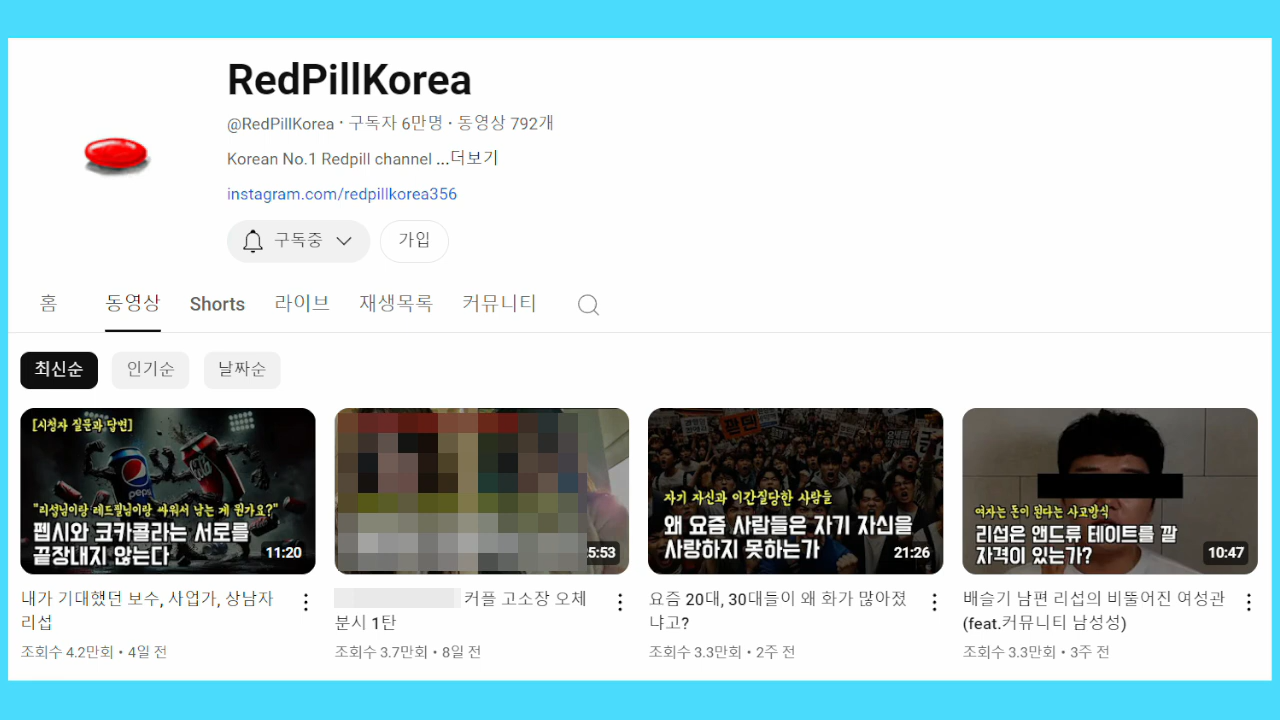 RedPillKorea
@RedPillKorea · 구독자 6만명 · 동영상 792개
Korean No.1 Redpill channel ...더보기
instagram.com/redpillkorea356
구독중
가입
홈
동영상
Shorts
라이브
재생목록
커뮤니티
최신순
인기순
날짜순
[시청자 질문과 답변]
pepsi
"리섭님이랑 레드필님이랑 싸워서 남는 게 뭔가요?"
펩시와 코카콜라는 서로를
끝장내지 않는다
11:20
내가 기대했던 보수, 사업가, 상남자
리섭
조회수 4.2만회 • 4일 전
5:53
커플 고소장 오체
분시 1탄
조회수 3.7만회 • 8일 전
자기 자신과 이간질당한 사람들
왜 요즘 사람들은 자기 자신을
사랑하지 못하는가
21:26
요즘 20대, 30대들이 왜 화가 많아졌
냐고?
조회수 3.3만회 • 2주 전
여자는 돈이 된다는 사고방식
리섭은 앤드류 테이트를 깔
자격이 있는가?
10:47
배슬기 남편 리섭의 비뚤어진 여성관
(feat.커뮤니티 남성성)
조회수 3.3만회 • 3주 전